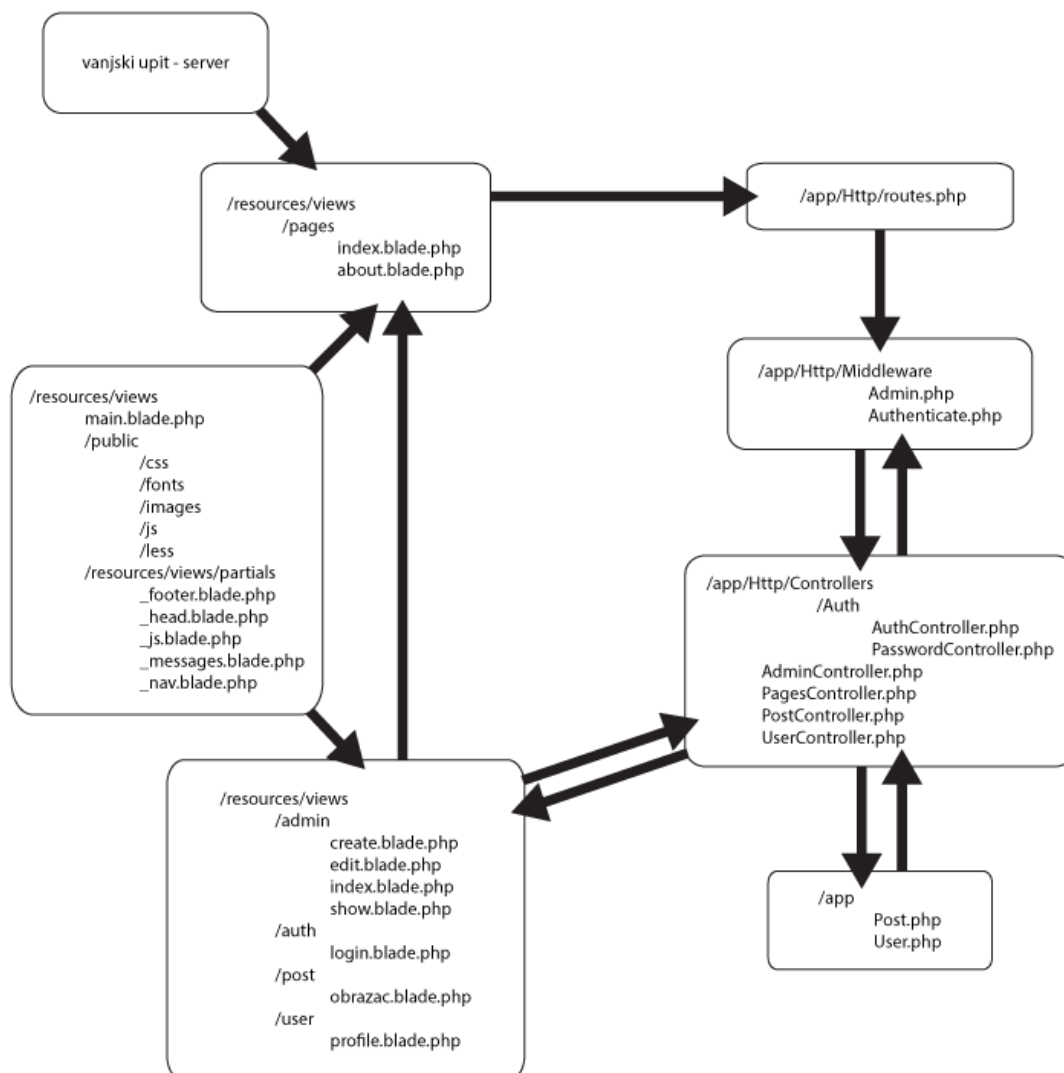 vanjski upit - server
/resources/views
/pages
index.blade.php
about.blade.php
/app/Http/routes.php
/app/Http/Middleware
Admin.php
Authenticate.php
/resources/views
main.blade.php
/public
/css
/fonts
/images
/js
/less
/resources/views/partials
_footer.blade.php
_head.blade.php
_js.blade.php
_messages.blade.php
_nav.blade.php
/app/Http/Controllers
/Auth
AuthController.php
PasswordController.php
AdminController.php
PagesController.php
PostController.php
UserController.php
/resources/views
/admin
create.blade.php
edit.blade.php
index.blade.php
show.blade.php
/auth
login.blade.php
/post
obrazac.blade.php
/user
profile.blade.php
/app
Post.php
User.php